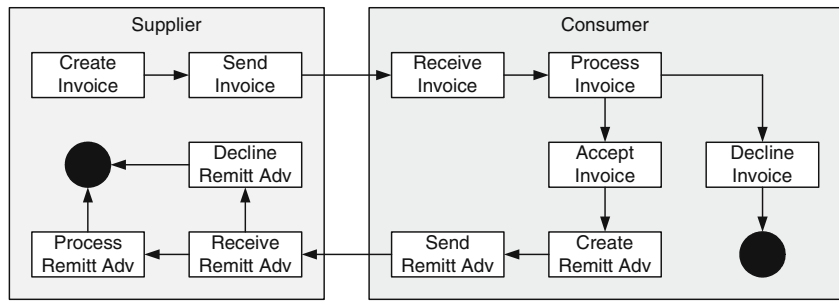 Supplier
Consumer
Create
Invoice
Send
Invoice
Receive
Invoice
Process
Invoice
Decline
Remitt Adv
Accept
Invoice
Decline
Invoice
Process
Remitt Adv
Receive
Remitt Adv
Send
Remitt Adv
Create
Remitt Adv